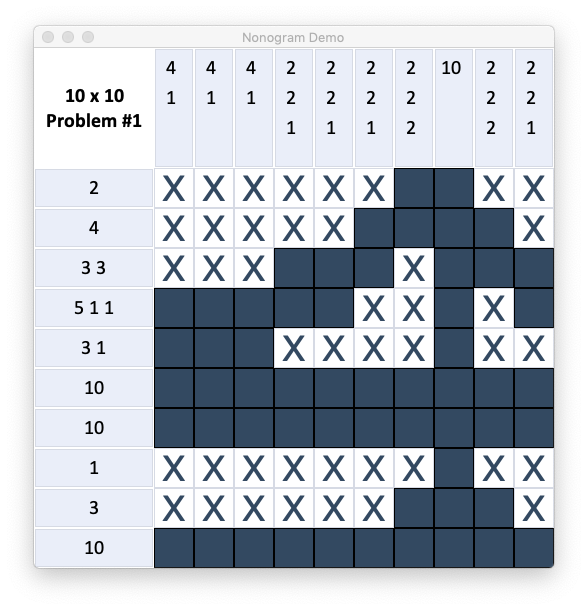 Nonogram Demo
10 x 10
Problem #1
4 4 4 2 2 2 2 10 2 2
1 1 1 2 2 2 2 2 2
1 1 1 2 2 1
2 X X X X X X X X
4 X X X X X X
3 3 X X X X
5 1 1 X X X
3 1 X X X X X X
10
10
1 X X X X X X X X X
3 X X X X X X X
10